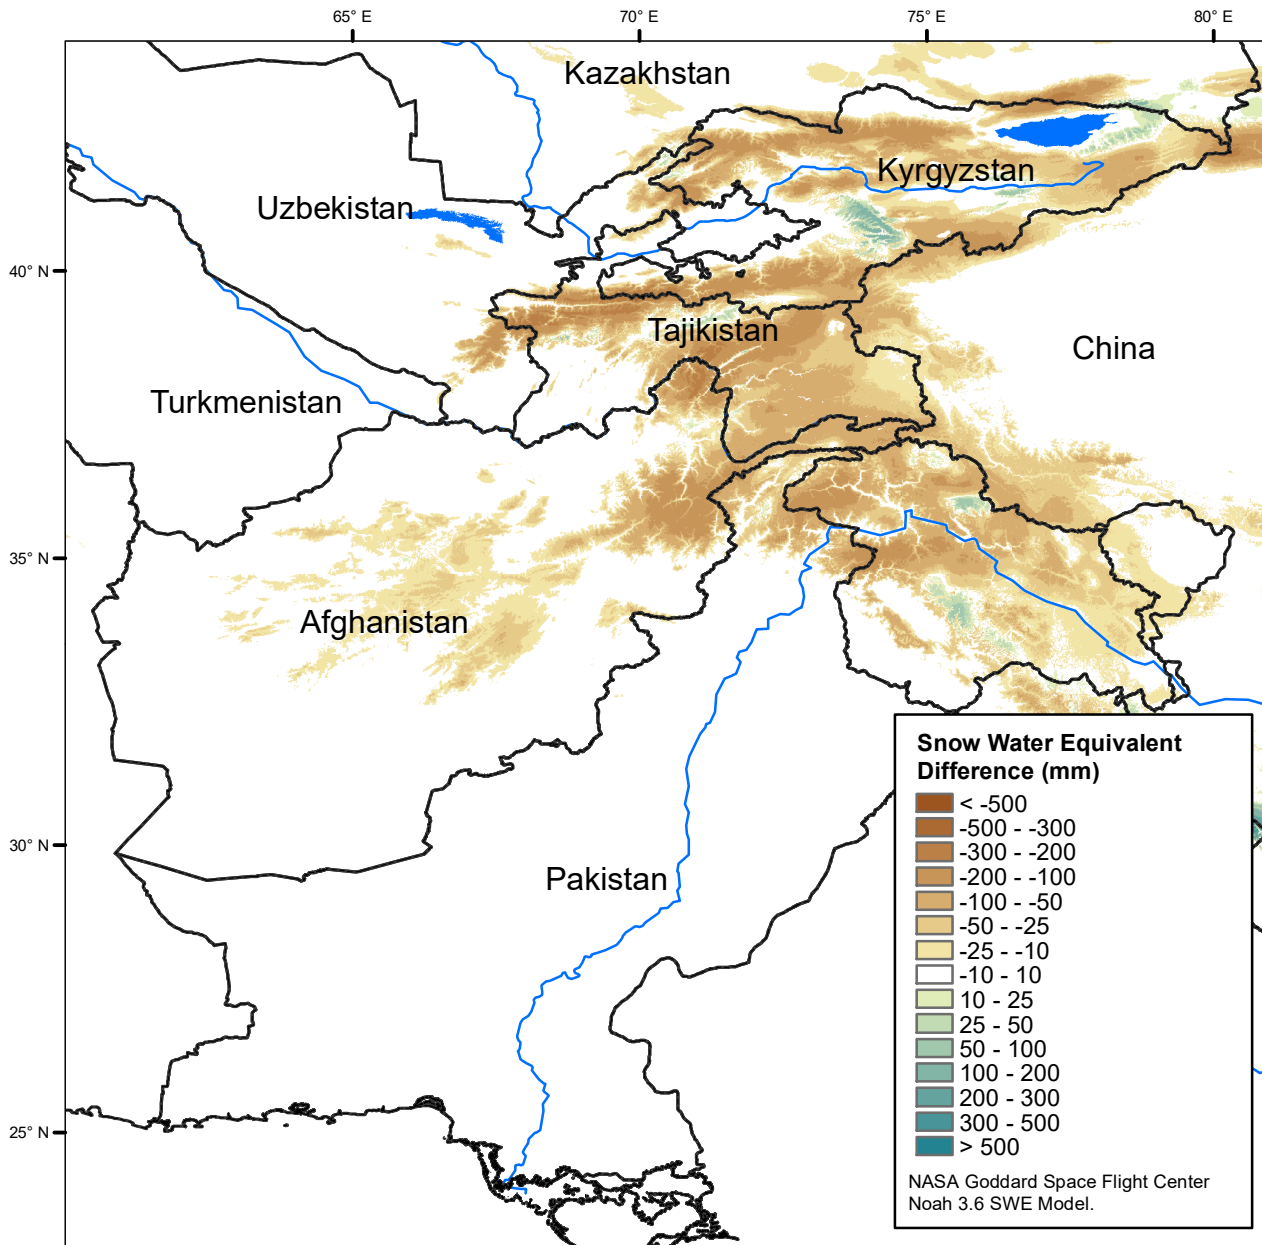 65° E
70° E
75° E
80° E
Kazakhstan
Kyrgyzstan
Uzbekistan
40° N
Tajikistan
China
Turkmenistan
35° N
Afghanistan
Snow Water Equivalent
Difference (mm)
< -500
-500 - -300
30° N
-300 - -200
Pakistan
-200 - -100
-100 - -50
-50 - -25
-25 - -10
-10 - 10
10 - 25
25 - 50
50 - 100
100 - 200
200 - 300
300 - 500
25° N
> 500
NASA Goddard Space Flight Center
Noah 3.6 SWE Model.